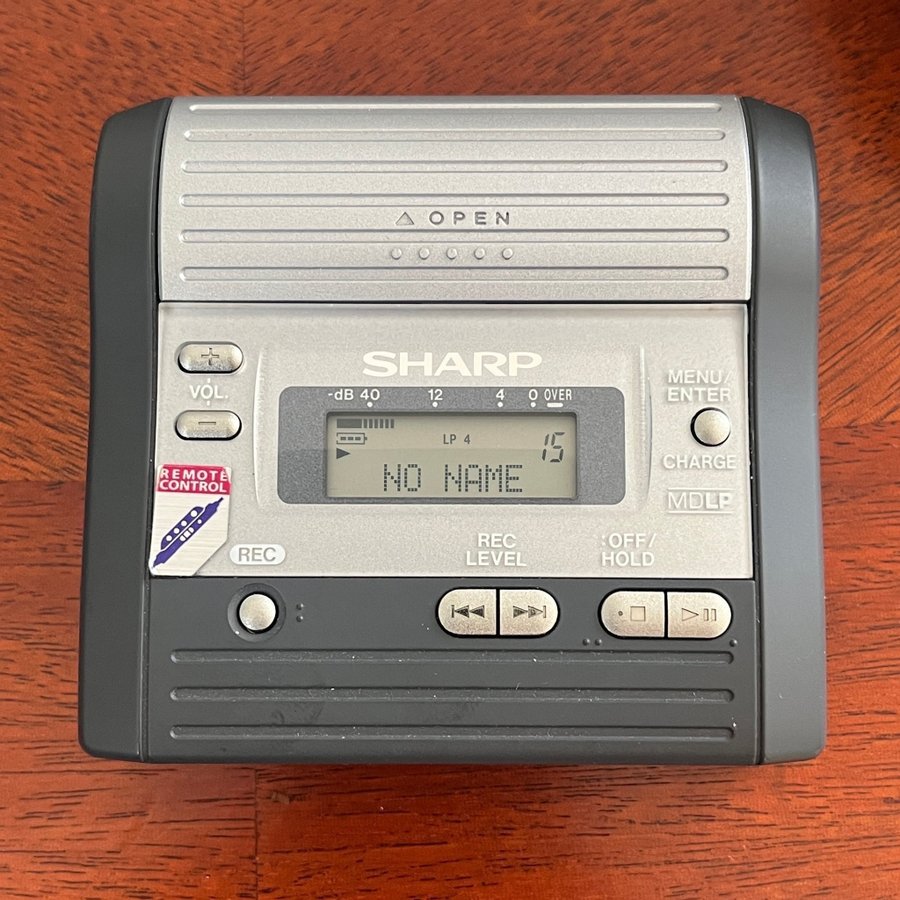 OPEN
SHARP
VOL.
-dB 40 12 4 0 OVER
MENU/
ENTER
LP 4
15
NO NAME
CHARGE
MDLP
REMOTE
CONTROL
REC
REC
LEVEL
:OFF/
HOLD